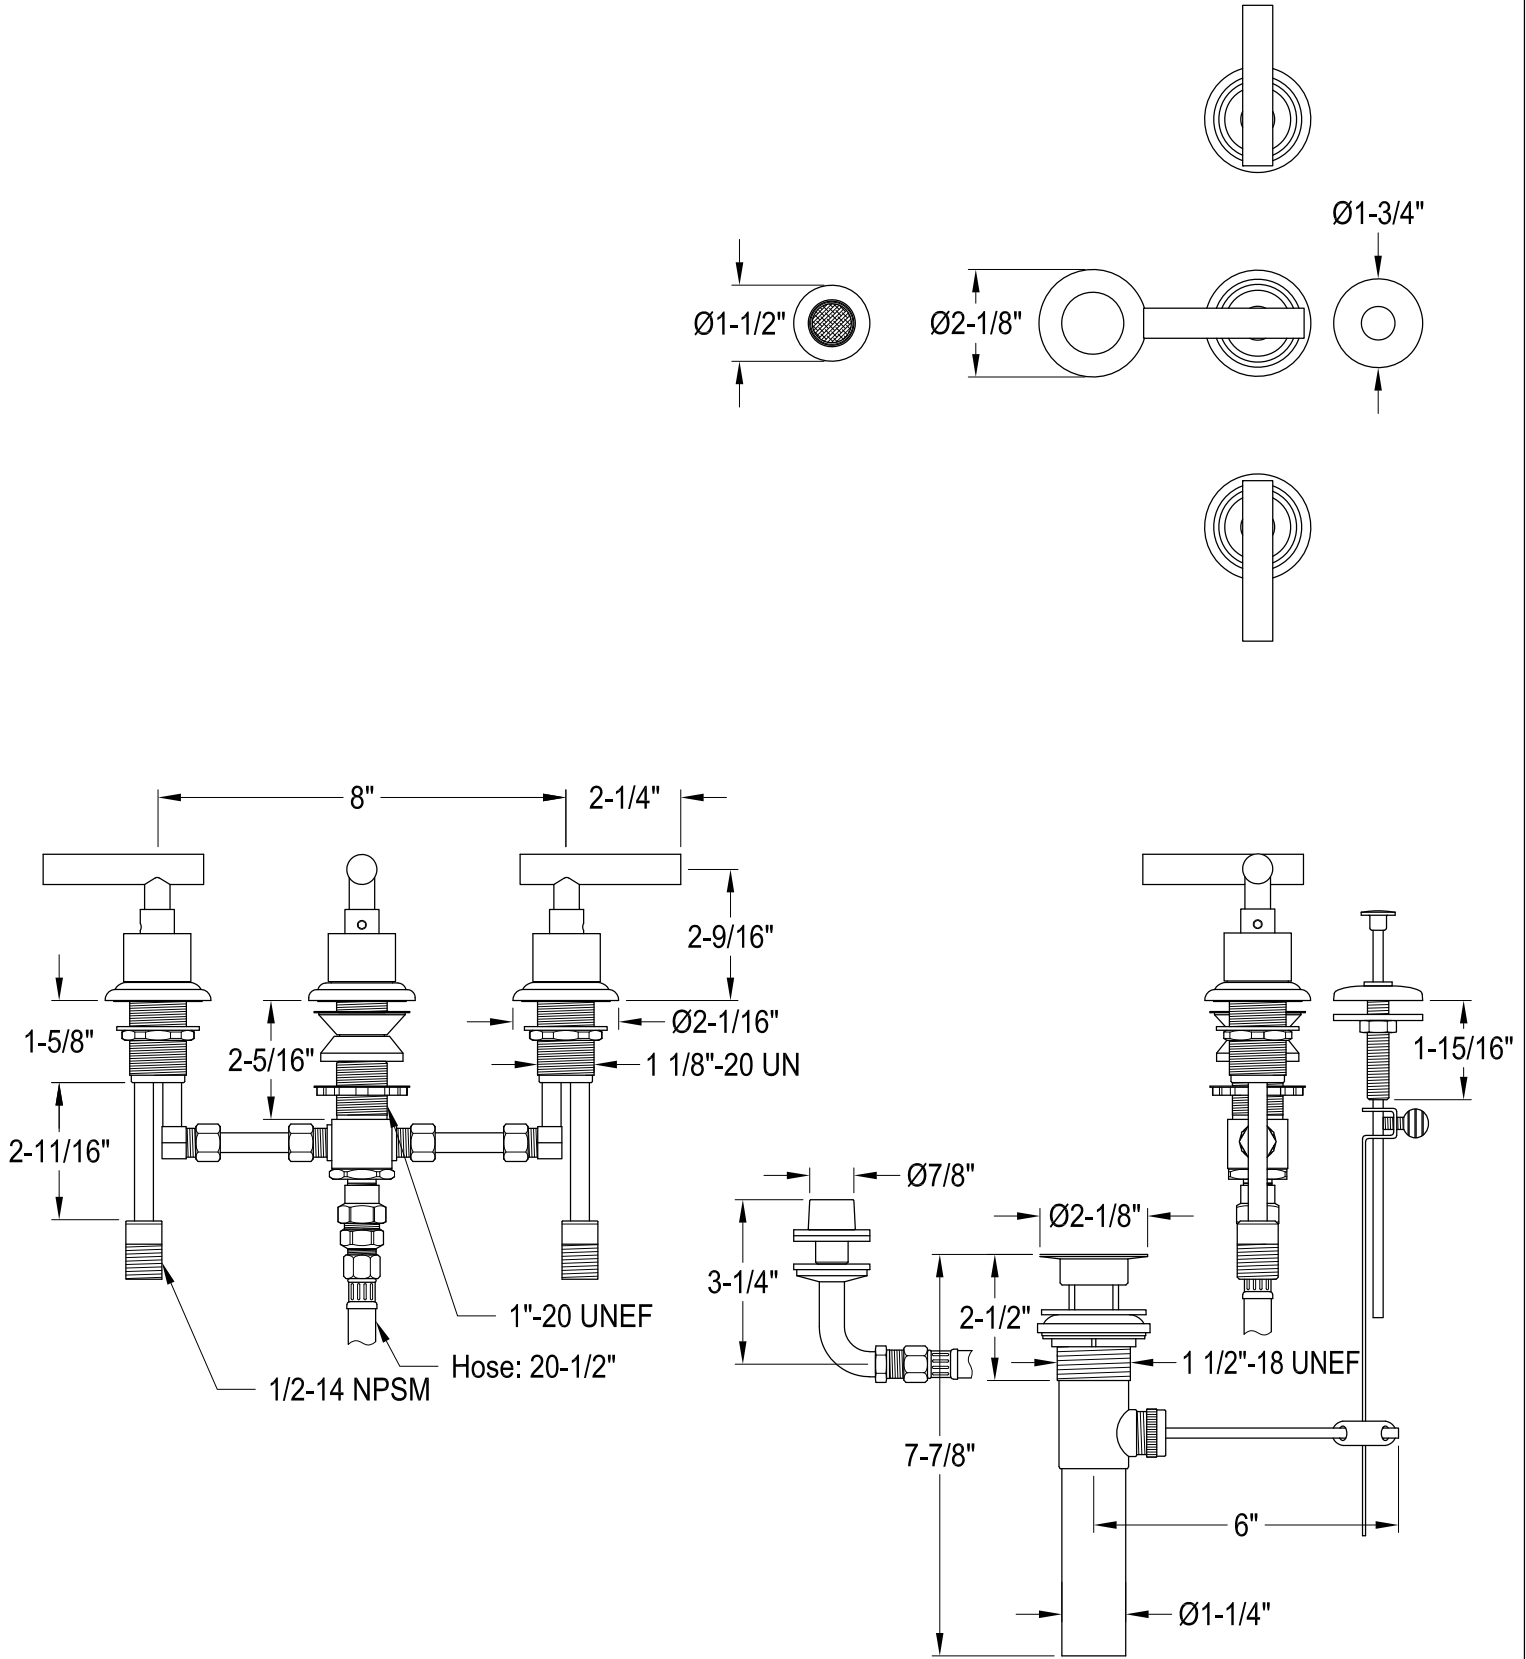 Ø1-3/4"
Ø1-1/2"
Ø2-1/8"
8"
2-1/4"
2-9/16"
1-5/8"
2-5/16"
Ø2-1/16"
1 1/8"-20 UN
1-15/16"
2-11/16"
Ø7/8"
Ø2-1/8"
3-1/4"
2-1/2"
1"-20 UNEF
Hose: 20-1/2"
1 1/2"-18 UNEF
1/2-14 NPSM
7-7/8"
6"
Ø1-1/4"